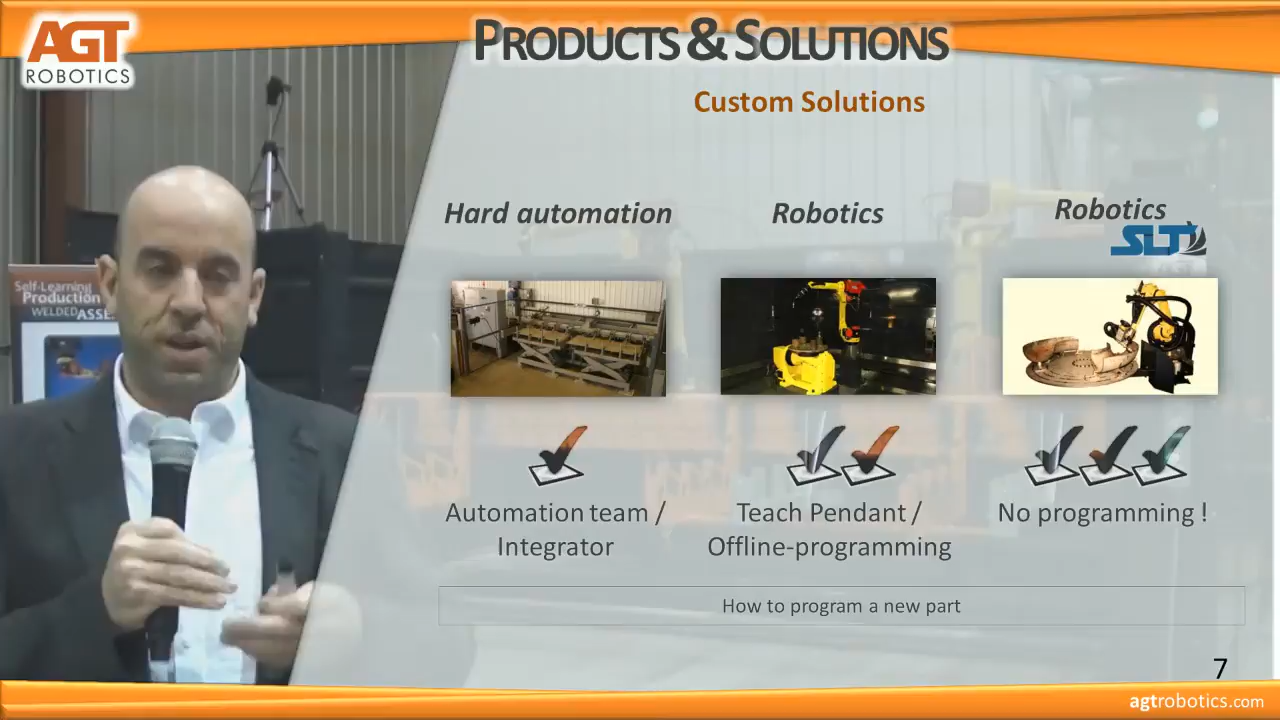 AGT
ROBOTICS
PRODUCTS & SOLUTIONS
Custom Solutions
Hard automation
Robotics
Robotics
SLT
Self-Learning
Production
WELDED ASSE
Automation team /
Integrator
Teach Pendant /
Offline-programming
No programming !
How to program a new part
7
agtrobotics.com